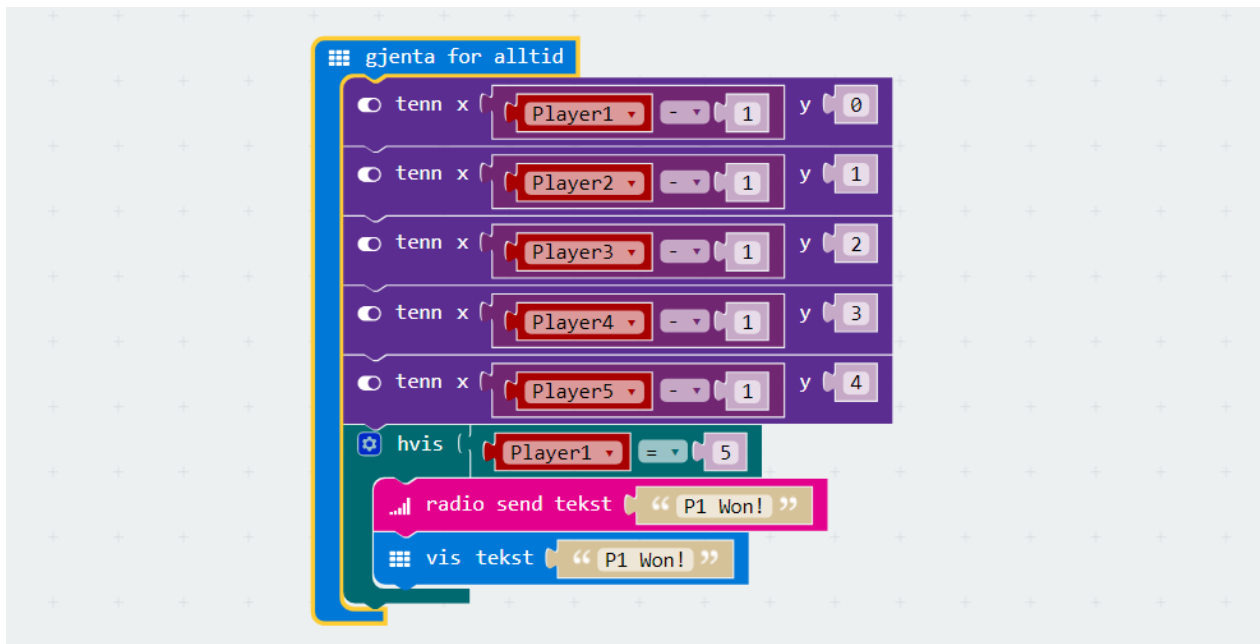 gjenta for alltid
tenn x ( Player1 - 1 y 0
tenn x ( Player2 - 1 y 1
tenn x ( Player3 - 1 y 2
tenn x ( Player4 - 1 y 3
tenn x ( Player5 - 1 y 4
hvis ( Player1 = 5
radio send tekst “ P1 Won! ”
vis tekst “ P1 Won! ”